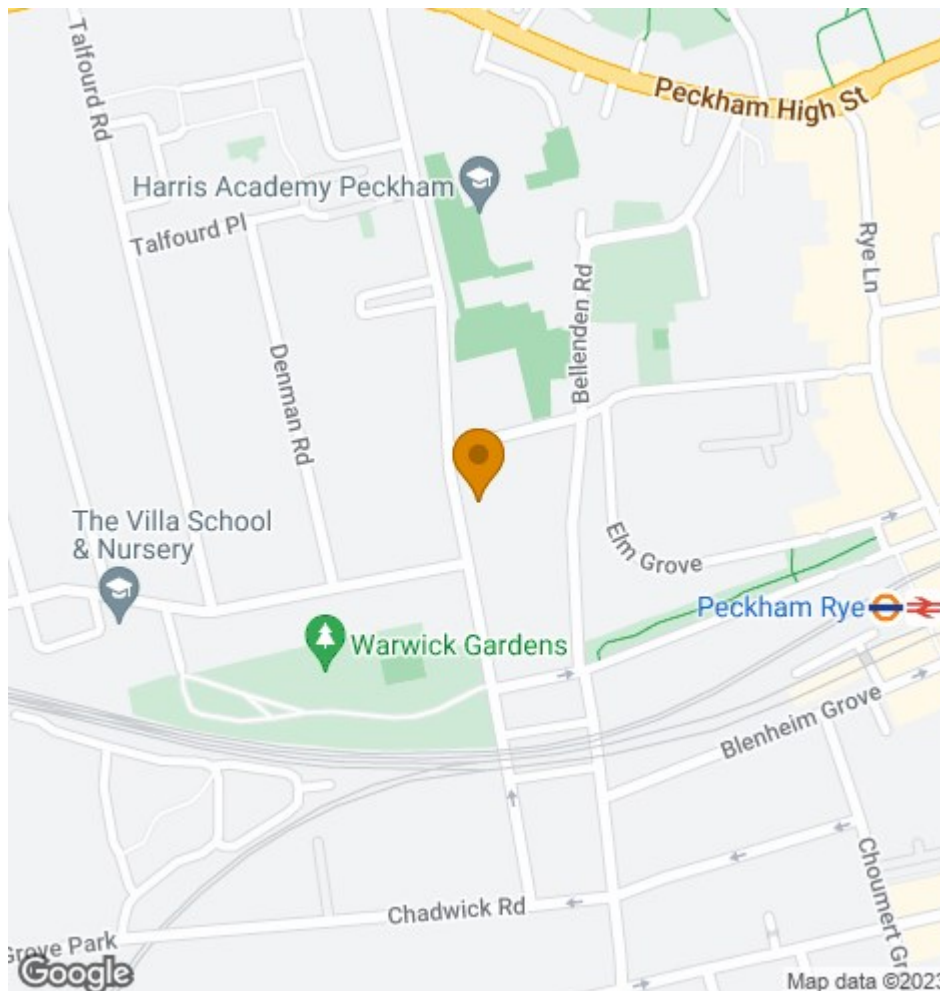 Talfourd Rd
Peckham High St
Harris Academy Peckham
Talfourd Pl
Rye Ln
Bellenden Rd
Denman Rd
The Villa School
& Nursery
Elm Grove
Peckham Rye
Warwick Gardens
Blenheim Grove
Choumert Gr
Chadwick Rd
Grove Park
Google
Map data ©2023